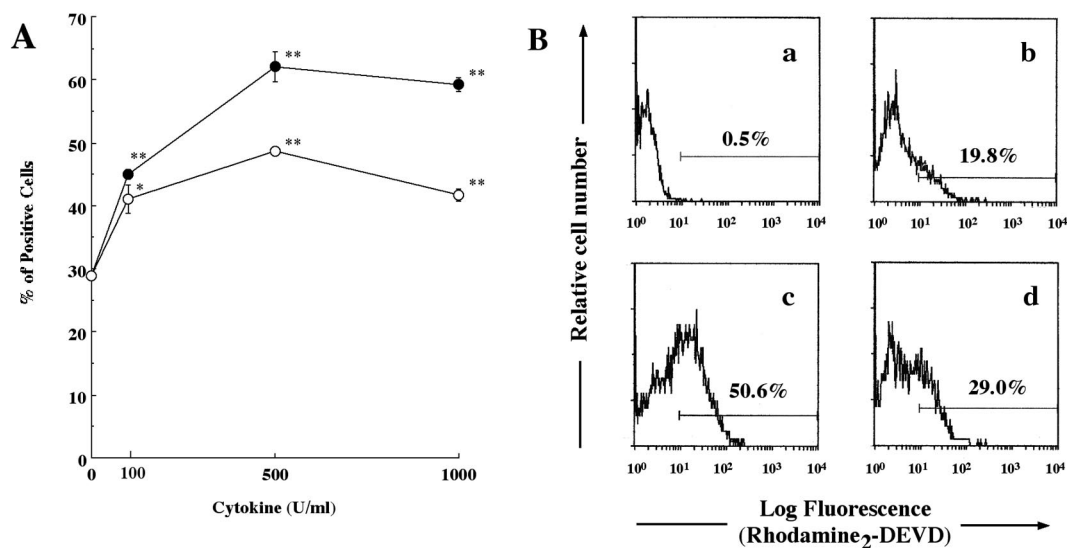 A
% of Positive Cells
70
60
50
40
30
20
10
0
**
*
**
**
**
**
0 100 500 1000
Cytokine (U/ml)
B
Relative cell number
a
0.5%
10⁰ 10¹ 10² 10³ 10⁴
b
19.8%
10⁰ 10¹ 10² 10³ 10⁴
c
50.6%
10⁰ 10¹ 10² 10³ 10⁴
d
29.0%
10⁰ 10¹ 10² 10³ 10⁴
Log Fluorescence
(Rhodamine₂-DEVD)